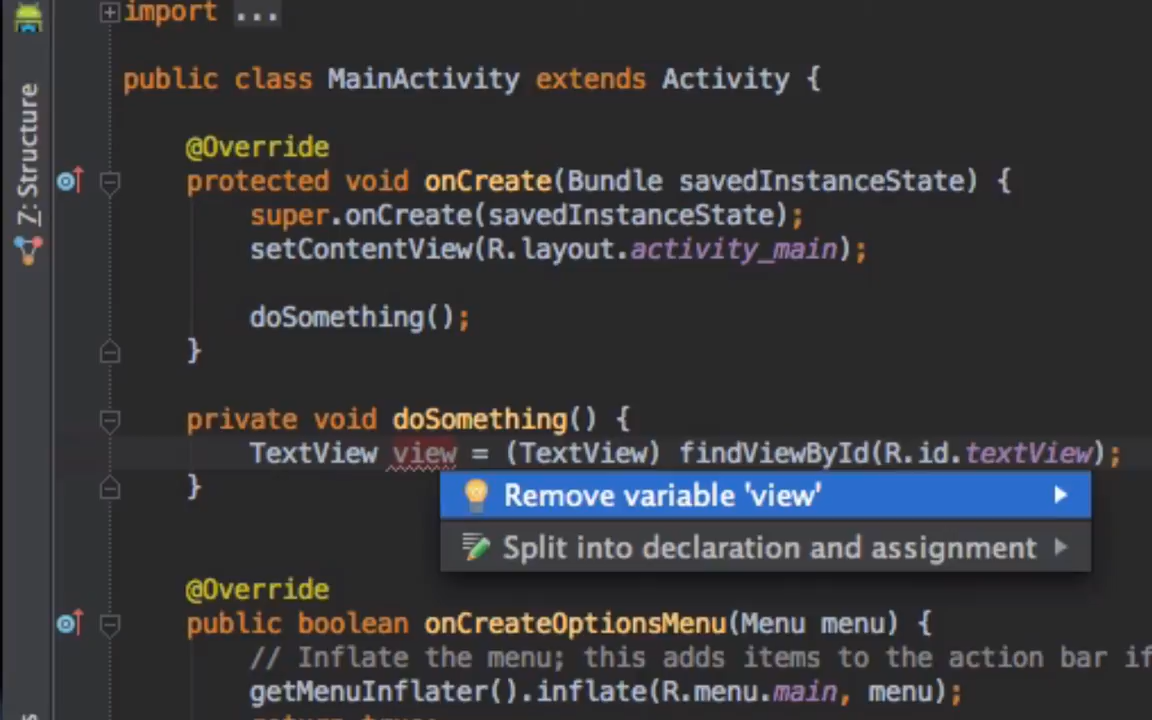 import ...
public class MainActivity extends Activity {
Z: Structure
@Override
protected void onCreate(Bundle savedInstanceState) {
super.onCreate(savedInstanceState);
setContentView(R.layout.activity_main);
doSomething();
}
private void doSomething() {
TextView view = (TextView) findViewById(R.id.textView);
}
Remove variable 'view'
Split into declaration and assignment
@Override
public boolean onCreateOptionsMenu(Menu menu) {
// Inflate the menu; this adds items to the action bar if
getMenuInflater().inflate(R.menu.main, menu);
return true;